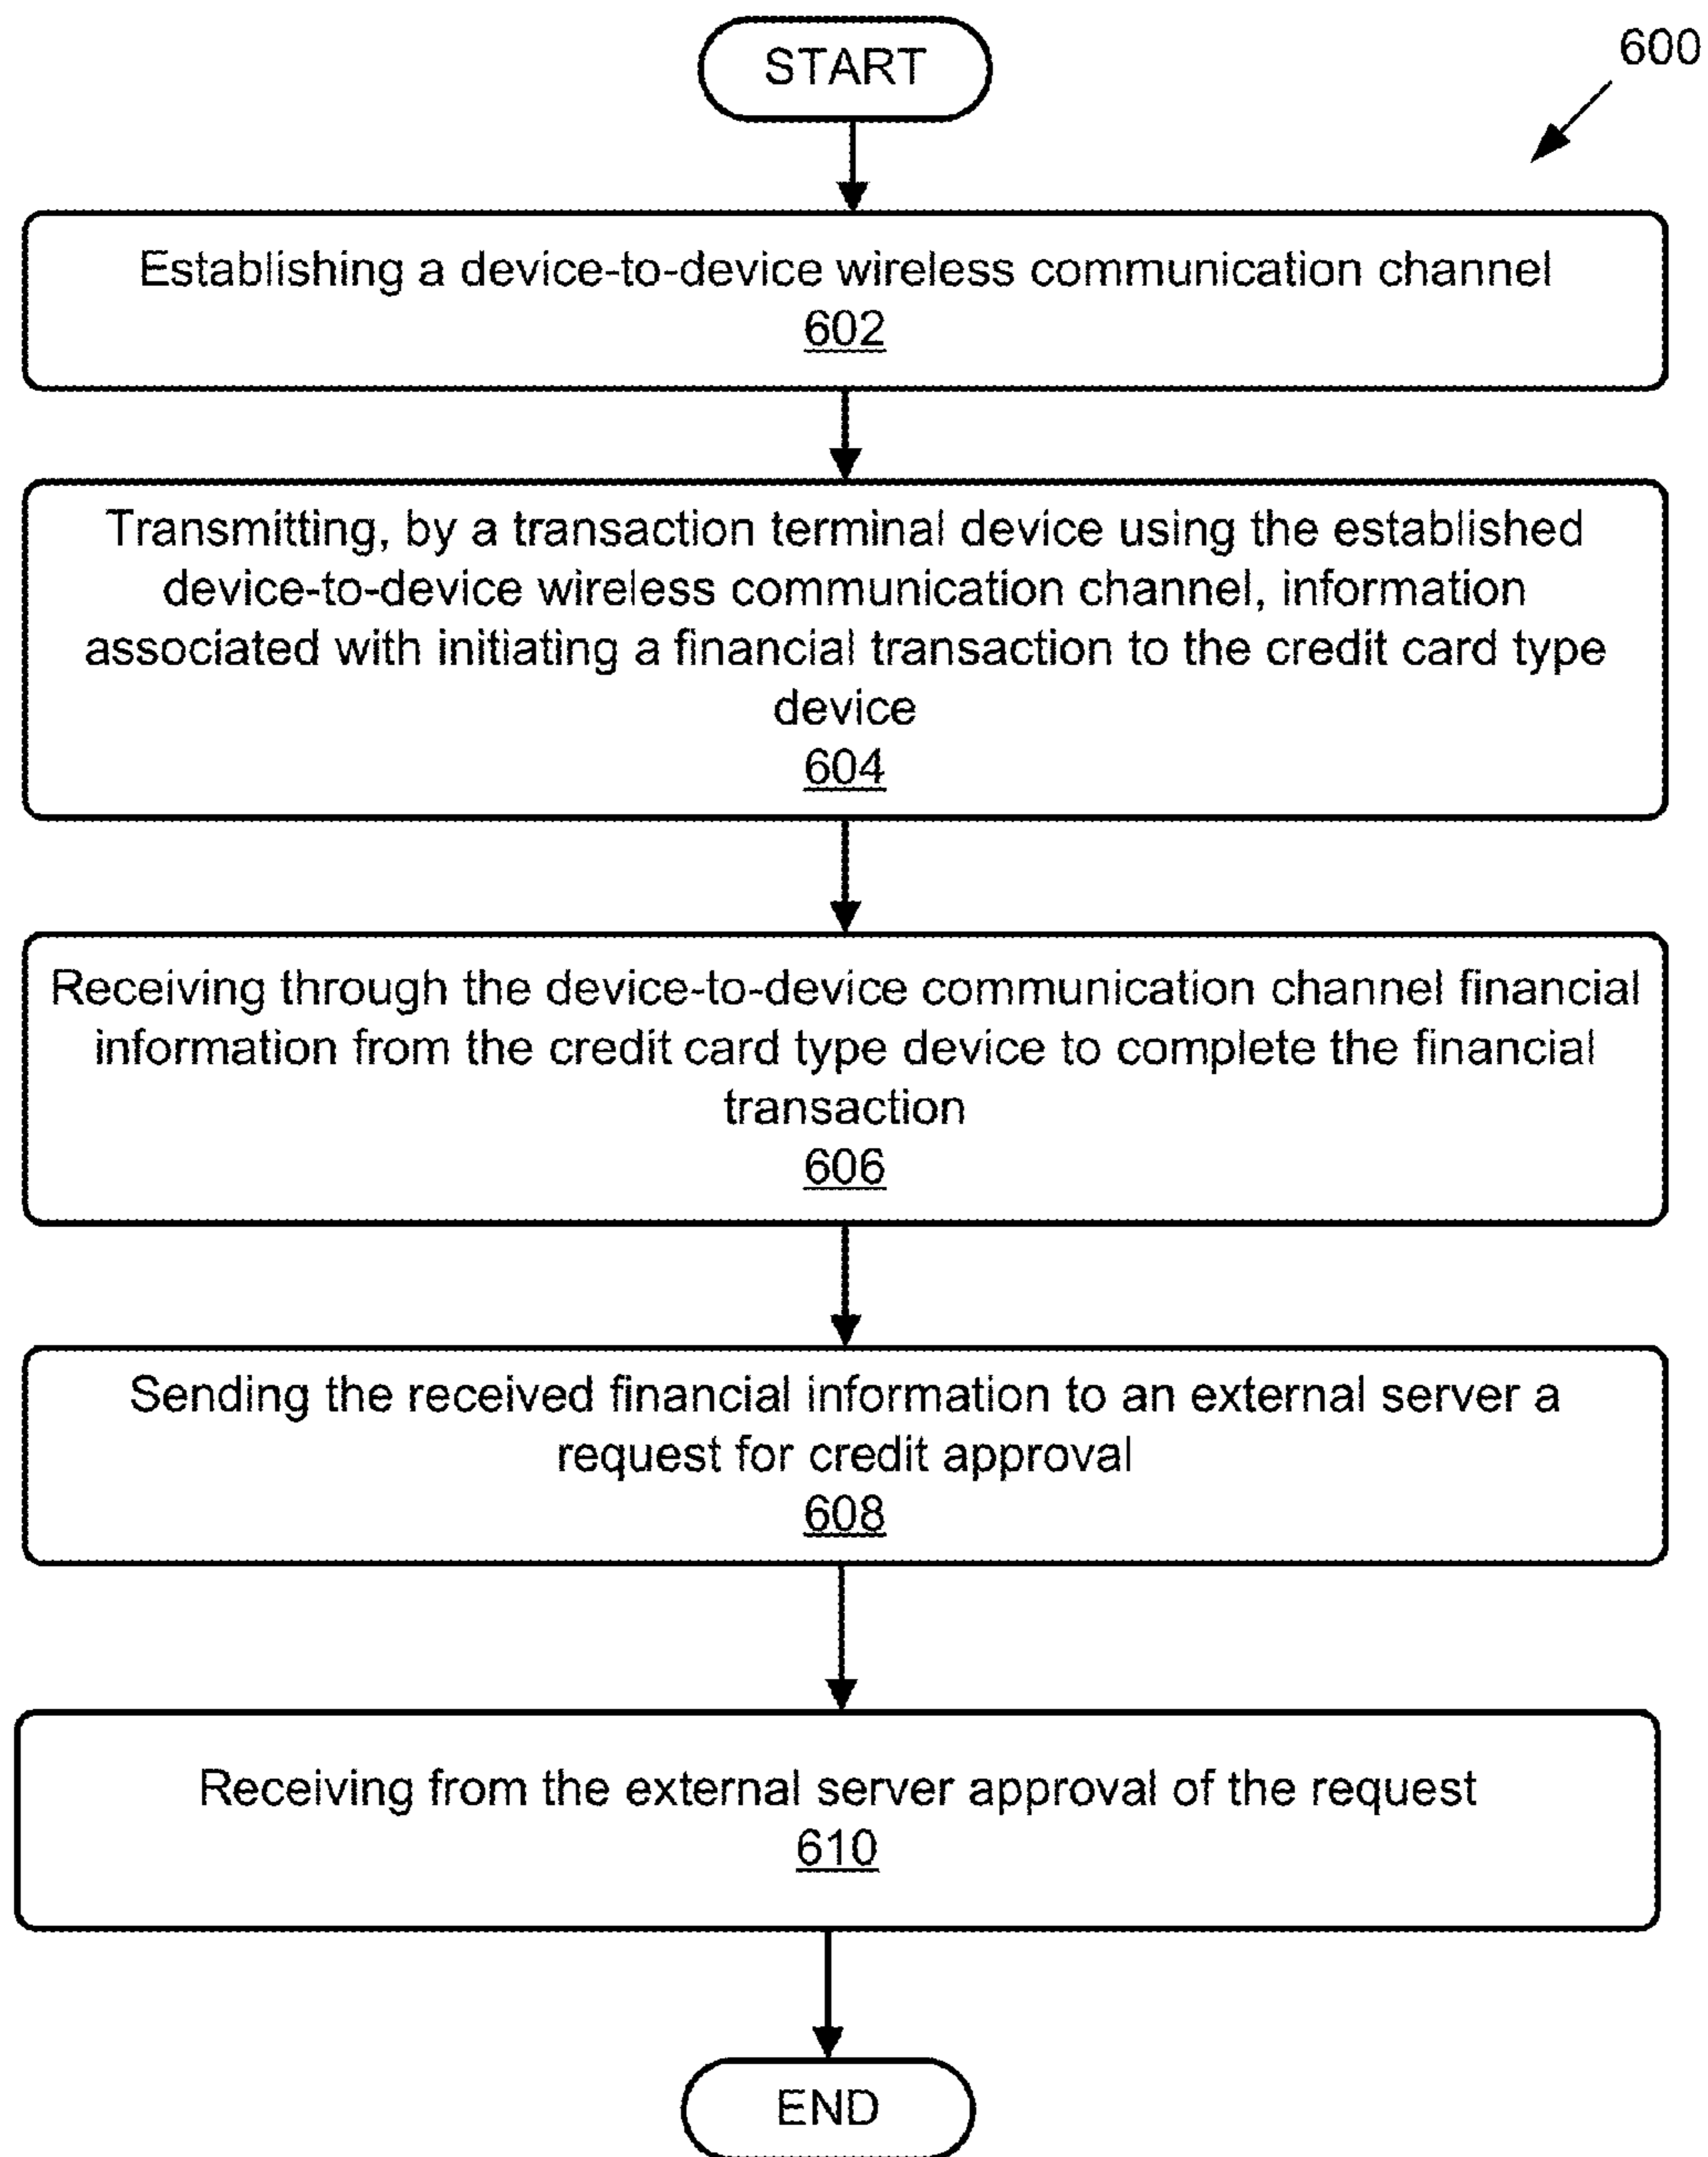 START
600
Establishing a device-to-device wireless communication channel
602
Transmitting, by a transaction terminal device using the established
device-to-device wireless communication channel, information
associated with initiating a financial transaction to the credit card type
device
604
Receiving through the device-to-device communication channel financial
information from the credit card type device to complete the financial
transaction
606
Sending the received financial information to an external server a
request for credit approval
608
Receiving from the external server approval of the request
610
END